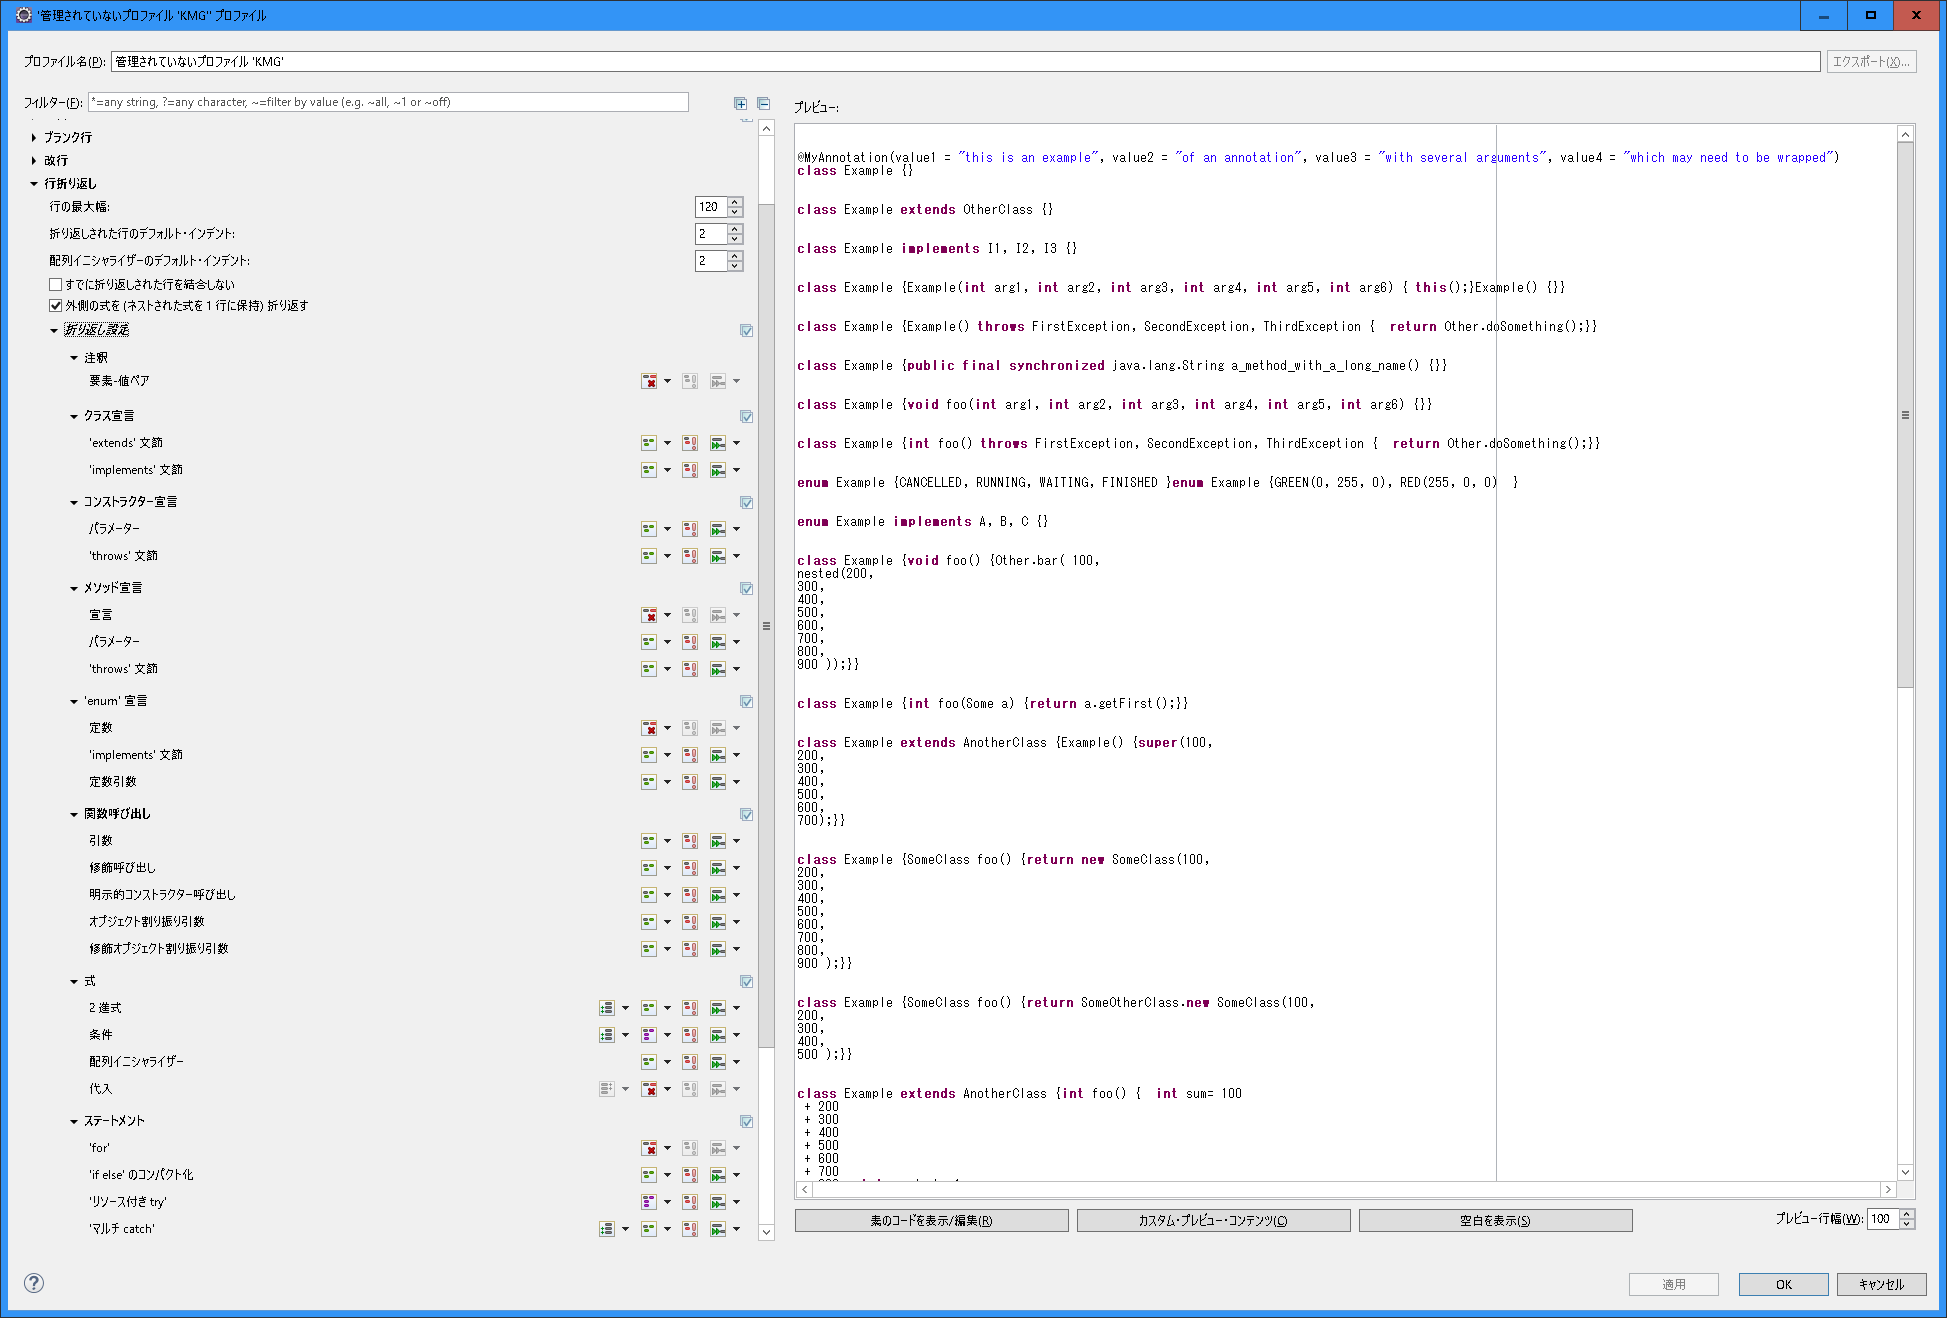 '管理されていないプロファイル 'KMG'' プロファイル
プロファイル名(P):
管理されていないプロファイル 'KMG'
エクスポート(X)...
フィルター(F):
*=any string, ?=any character, ~=filter by value (e.g. ~all, ~1 or ~off)
ブランク行
改行
行折り返し
行の最大幅: 120
折り返しされた行のデフォルト・インデント: 2
配列イニシャライザーのデフォルト・インデント: 2
すでに折り返しされた行を結合しない
外側の式を (ネストされた式を 1 行に保持) 折り返す
折り返し設定
注釈
要素-値ペア
クラス宣言
'extends' 文節
'implements' 文節
コンストラクター宣言
パラメーター
'throws' 文節
メソッド宣言
宣言
パラメーター
'throws' 文節
'enum' 宣言
定数
'implements' 文節
定数引数
関数呼び出し
引数
修飾呼び出し
明示的コンストラクター呼び出し
オブジェクト割り振り引数
修飾オブジェクト割り振り引数
式
2 進式
条件
配列イニシャライザー
代入
ステートメント
'for'
'if else' のコンパクト化
'リソース付き try'
'マルチ catch'
プレビュー:
@MyAnnotation(value1 = "this is an example", value2 = "of an annotation", value3 = "with several arguments", value4 = "which may need to be wrapped")
class Example {}
class Example extends OtherClass {}
class Example implements I1, I2, I3 {}
class Example {Example(int arg1, int arg2, int arg3, int arg4, int arg5, int arg6) { this();}Example() {}}
class Example {Example() throws FirstException, SecondException, ThirdException {  return Other.doSomething();}}
class Example {public final synchronized java.lang.String a_method_with_a_long_name() {}}
class Example {void foo(int arg1, int arg2, int arg3, int arg4, int arg5, int arg6) {}}
class Example {int foo() throws FirstException, SecondException, ThirdException {  return Other.doSomething();}}
enum Example {CANCELLED, RUNNING, WAITING, FINISHED }enum Example {GREEN(0, 255, 0), RED(255, 0, 0)  }
enum Example implements A, B, C {}
class Example {void foo() {Other.bar( 100,
nested(200,
300,
400,
500,
600,
700,
800,
900 ));}}
class Example {int foo(Some a) {return a.getFirst();}}
class Example extends AnotherClass {Example() {super(100,
200,
300,
400,
500,
600,
700);}}
class Example {SomeClass foo() {return new SomeClass(100,
200,
300,
400,
500,
600,
700,
800,
900 );}}
class Example {SomeClass foo() {return SomeOtherClass.new SomeClass(100,
200,
300,
400,
500 );}}
class Example extends AnotherClass {int foo() {  int sum= 100
+ 200
+ 300
+ 400
+ 500
+ 600
+ 700
素のコードを表示/編集(R)
カスタム・プレビュー・コンテンツ(C)
空白を表示(S)
プレビュー行幅(W): 100
?
適用
OK
キャンセル